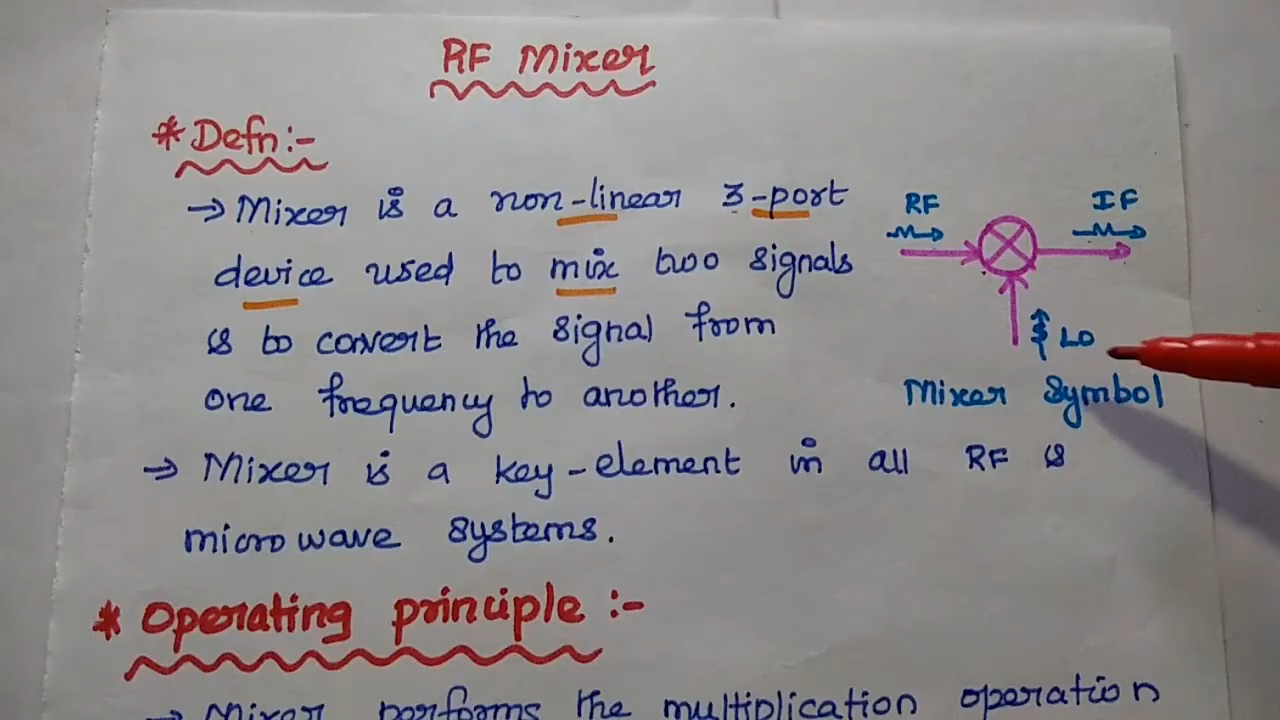 RF Mixer
* Defn:-
→ Mixer is a non-linear 3-port
device used to mix two signals
& to convert the signal from
one frequency to another.
RF
IF
LO
Mixer Symbol
→ Mixer is a key-element in all RF &
microwave systems.
* Operating principle :-
→ Mixer performs the multiplication operation